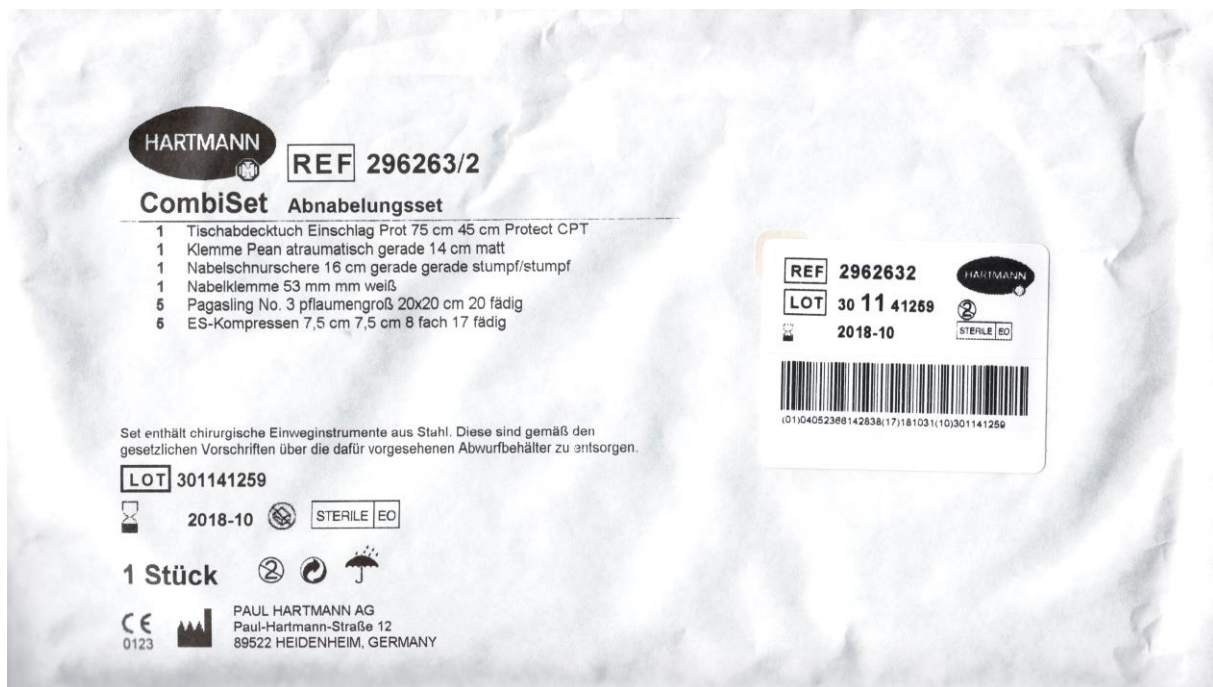 HARTMANN
REF 296263/2
CombiSet Abnabelungsset
1 Tischabdecktuch Einschlag Prot 75 cm 45 cm Protect CPT
1 Klemme Pean atraumatisch gerade 14 cm matt
1 Nabelschnurschere 16 cm gerade gerade stumpf/stumpf
1 Nabelklemme 53 mm mm weiß
5 Pagasling No. 3 pflaumengroß 20x20 cm 20 fädig
5 ES-Kompressen 7,5 cm 7,5 cm 8 fach 17 fädig
Set enthält chirurgische Einweginstrumente aus Stahl. Diese sind gemäß den
gesetzlichen Vorschriften über die dafür vorgesehenen Abwurfbehälter zu entsorgen.
LOT 301141259
2018-10 STERILE EO
1 Stück 2
CE
0123
PAUL HARTMANN AG
Paul-Hartmann-Straße 12
89522 HEIDENHEIM, GERMANY
REF 2962632 HARTMANN
LOT 30 11 41259 2
2018-10 STERILE EO
(01)04052366142838(17)181031(10)301141259